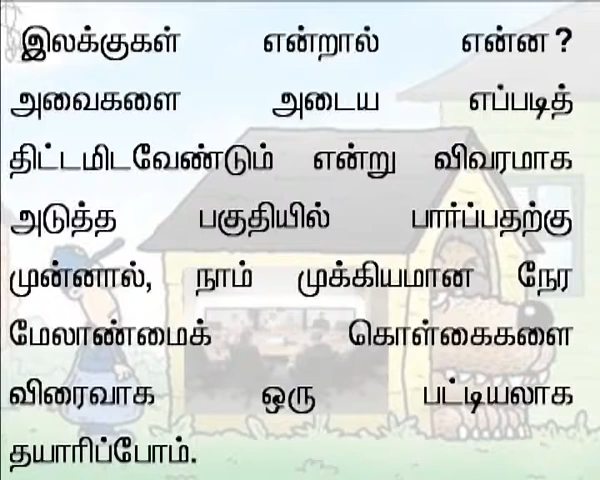 இலக்குகள் என்றால் என்ன ?
அவைகளை அடைய எப்படித்
திட்டமிடவேண்டும் என்று விவரமாக
அடுத்த பகுதியில் பார்ப்பதற்கு
முன்னால், நாம் முக்கியமான நேர
மேலாண்மைக் கொள்கைகளை
விரைவாக ஒரு பட்டியலாக
தயாரிப்போம்.